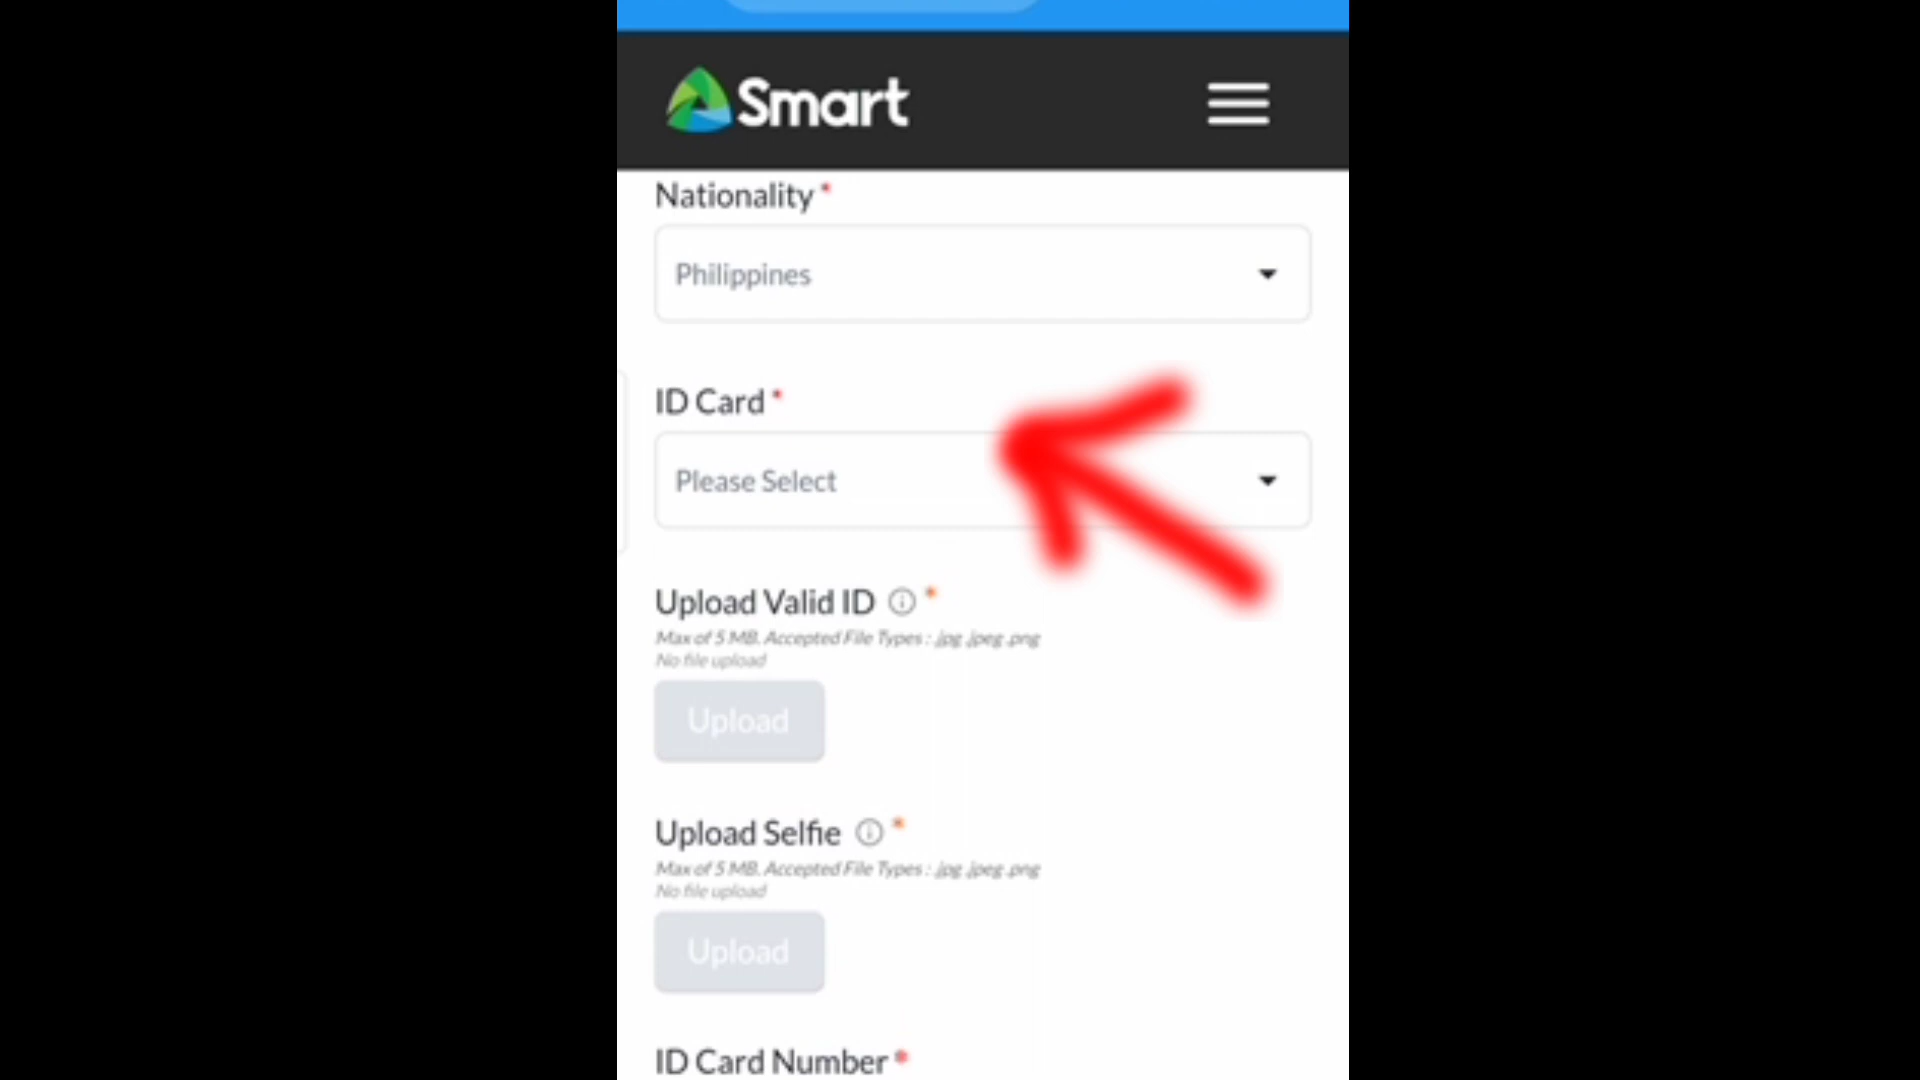 Smart
Nationality *
Philippines
ID Card *
Please Select
Upload Valid ID *
Max of 5 MB. Accepted File Types : .jpg .jpeg .png
No file upload
Upload
Upload Selfie *
Max of 5 MB. Accepted File Types : .jpg .jpeg .png
No file upload
Upload
ID Card Number *